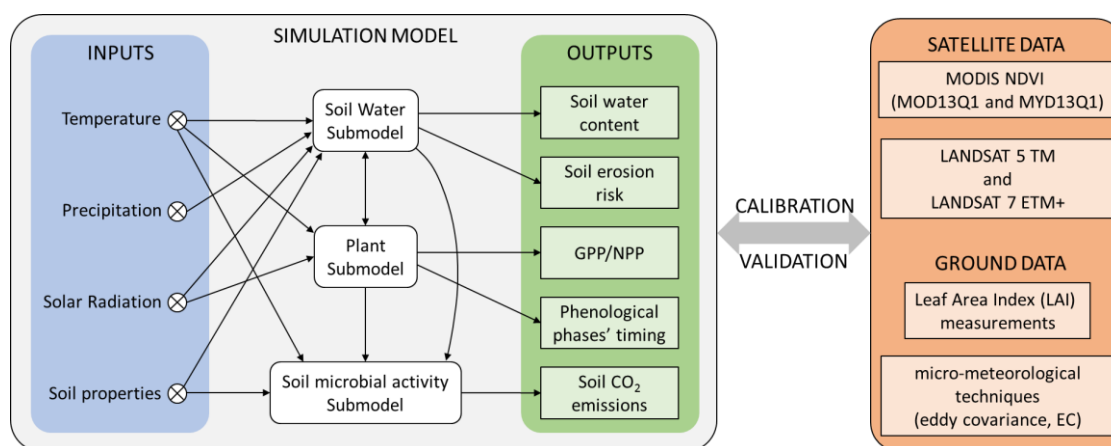 SIMULATION MODEL
INPUTS
Temperature
Precipitation
Solar Radiation
Soil properties
Soil Water
Submodel
Plant
Submodel
Soil microbial activity
Submodel
OUTPUTS
Soil water
content
Soil erosion
risk
GPP/NPP
Phenological
phases’ timing
Soil CO₂
emissions
CALIBRATION
VALIDATION
SATELLITE DATA
MODIS NDVI
(MOD13Q1 and MYD13Q1)
LANDSAT 5 TM
and
LANDSAT 7 ETM+
GROUND DATA
Leaf Area Index (LAI)
measurements
micro-meteorological
techniques
(eddy covariance, EC)